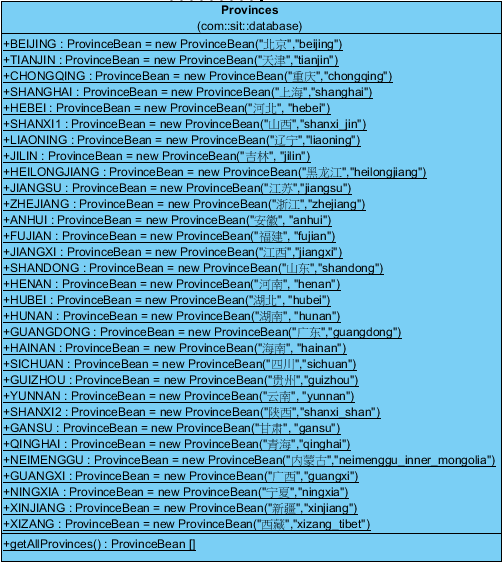 Provinces
(com::sit::database)
+BEIJING : ProvinceBean = new ProvinceBean("北京","beijing")
+TIANJIN : ProvinceBean = new ProvinceBean("天津","tianjin")
+CHONGQING : ProvinceBean = new ProvinceBean("重庆","chongqing")
+SHANGHAI : ProvinceBean = new ProvinceBean("上海","shanghai")
+HEBEI : ProvinceBean = new ProvinceBean("河北", "hebei")
+SHANXI1 : ProvinceBean = new ProvinceBean("山西","shanxi_jin")
+LIAONING : ProvinceBean = new ProvinceBean("辽宁","liaoning")
+JILIN : ProvinceBean = new ProvinceBean("吉林", "jilin")
+HEILONGJIANG : ProvinceBean = new ProvinceBean("黑龙江","heilongjiang")
+JIANGSU : ProvinceBean = new ProvinceBean("江苏","jiangsu")
+ZHEJIANG : ProvinceBean = new ProvinceBean("浙江","zhejiang")
+ANHUI : ProvinceBean = new ProvinceBean("安徽", "anhui")
+FUJIAN : ProvinceBean = new ProvinceBean("福建", "fujian")
+JIANGXI : ProvinceBean = new ProvinceBean("江西","jiangxi")
+SHANDONG : ProvinceBean = new ProvinceBean("山东","shandong")
+HENAN : ProvinceBean = new ProvinceBean("河南", "henan")
+HUBEI : ProvinceBean = new ProvinceBean("湖北", "hubei")
+HUNAN : ProvinceBean = new ProvinceBean("湖南", "hunan")
+GUANGDONG : ProvinceBean = new ProvinceBean("广东","guangdong")
+HAINAN : ProvinceBean = new ProvinceBean("海南", "hainan")
+SICHUAN : ProvinceBean = new ProvinceBean("四川","sichuan")
+GUIZHOU : ProvinceBean = new ProvinceBean("贵州","guizhou")
+YUNNAN : ProvinceBean = new ProvinceBean("云南", "yunnan")
+SHANXI2 : ProvinceBean = new ProvinceBean("陕西","shanxi_shan")
+GANSU : ProvinceBean = new ProvinceBean("甘肃", "gansu")
+QINGHAI : ProvinceBean = new ProvinceBean("青海","qinghai")
+NEIMENGGU : ProvinceBean = new ProvinceBean("内蒙古","neimenggu_inner_mongolia")
+GUANGXI : ProvinceBean = new ProvinceBean("广西","guangxi")
+NINGXIA : ProvinceBean = new ProvinceBean("宁夏","ningxia")
+XINJIANG : ProvinceBean = new ProvinceBean("新疆","xinjiang")
+XIZANG : ProvinceBean = new ProvinceBean("西藏","xizang_tibet")
+getAllProvinces() : ProvinceBean []